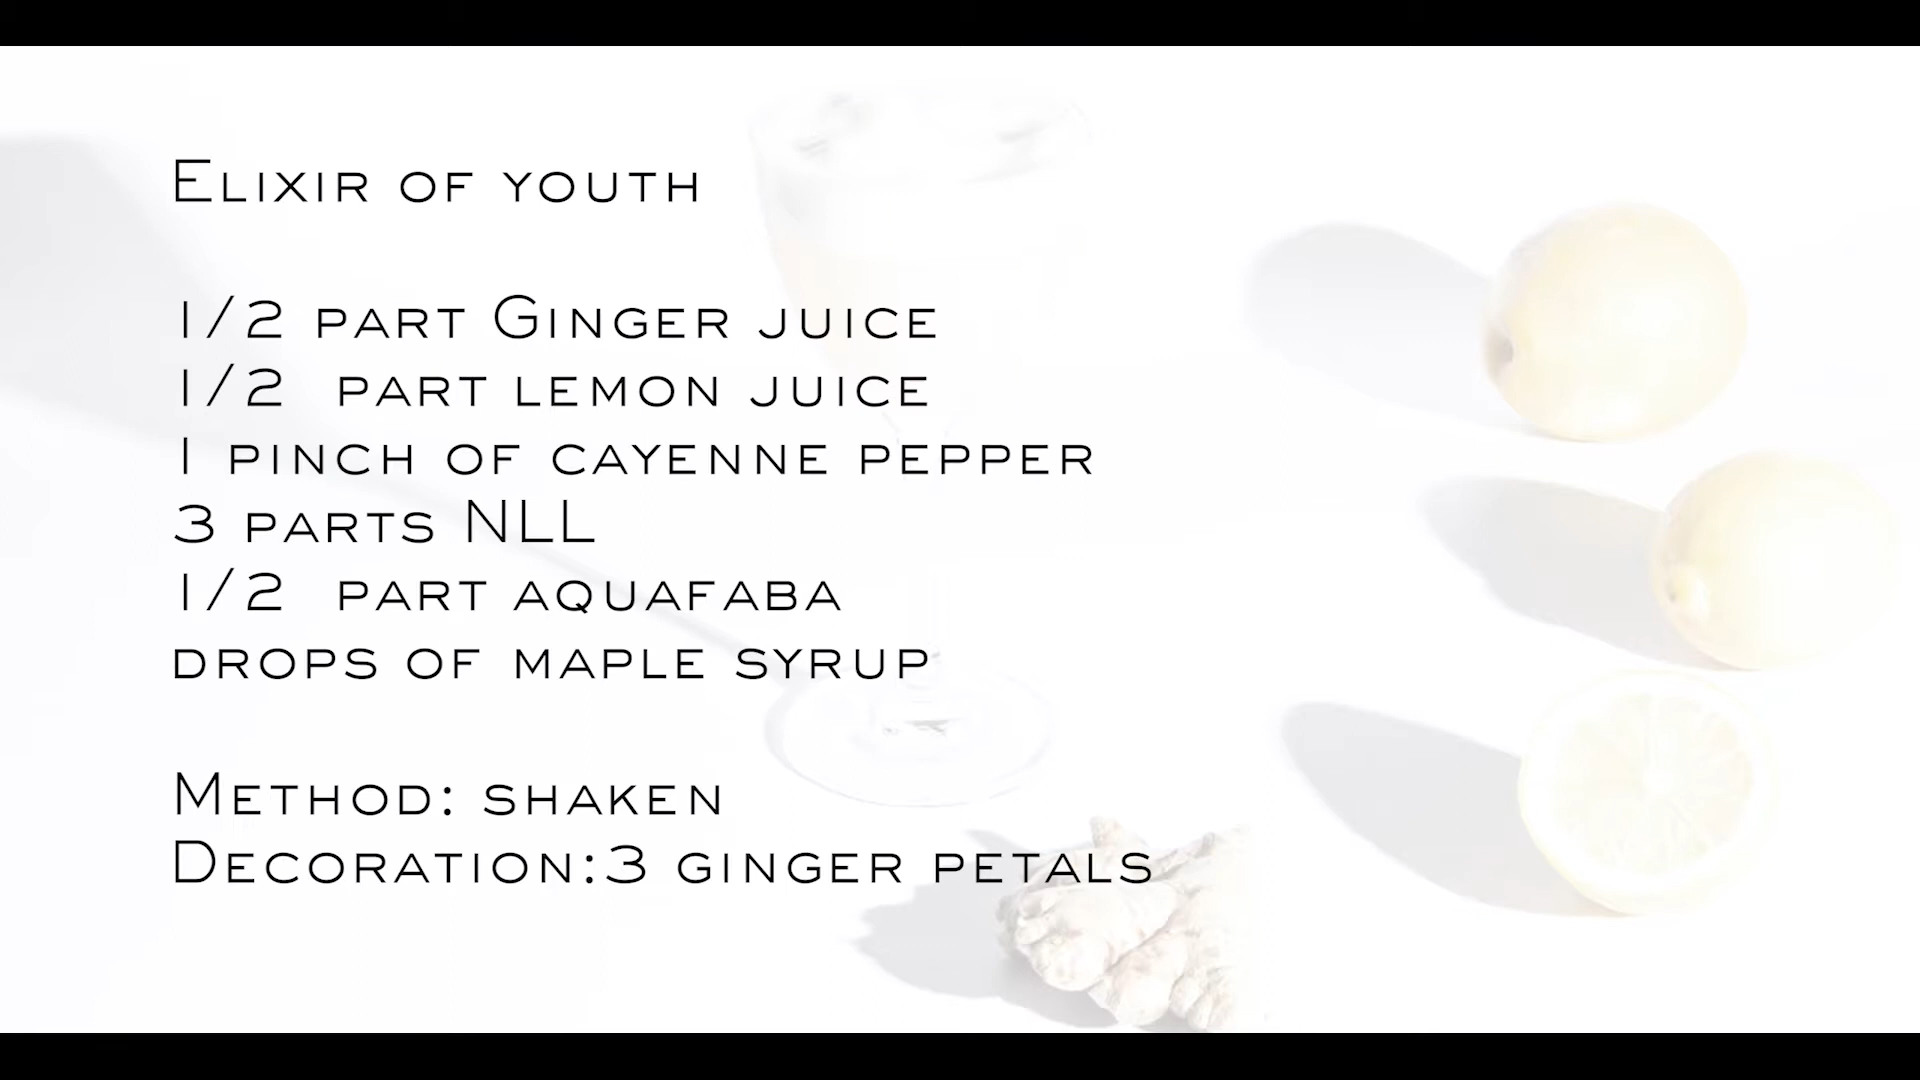 Elixir of youth
1/2 part Ginger juice
1/2 part lemon juice
1 pinch of cayenne pepper
3 parts NLL
1/2 part aquafaba
drops of maple syrup
Method: shaken
Decoration:3 ginger petals